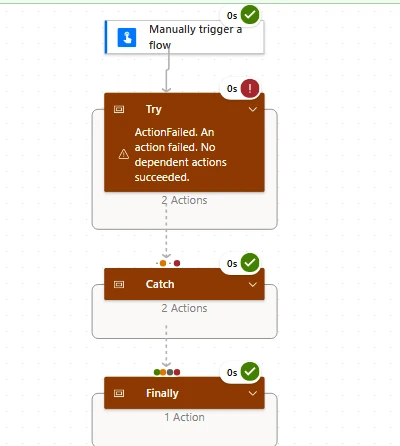 0s
Manually trigger a
flow
0s
Try
ActionFailed. An
action failed. No
dependent actions
succeeded.
2 Actions
0s
Catch
2 Actions
0s
Finally
1 Action